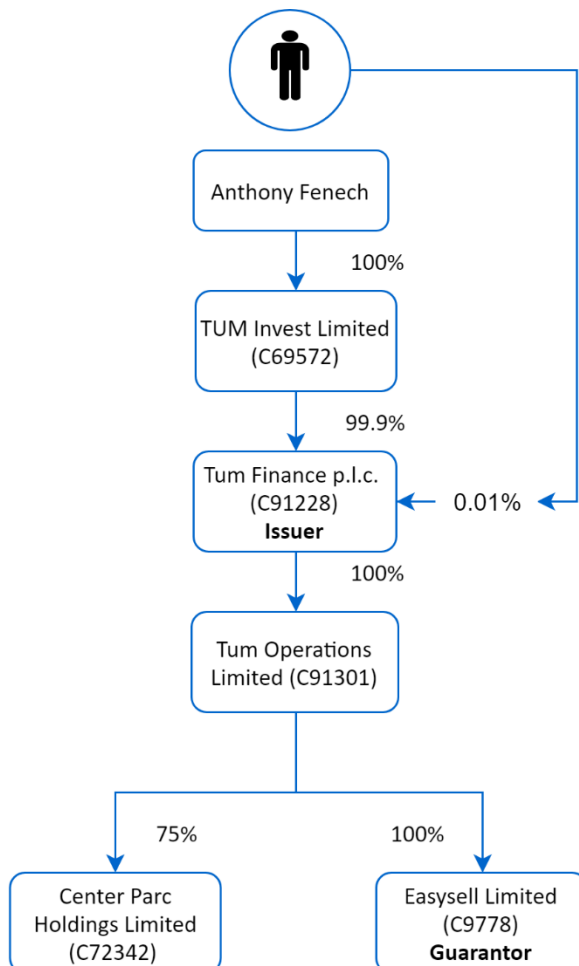 Anthony Fenech
100%
TUM Invest Limited
(C69572)
99.9%
Tum Finance p.l.c.
(C91228)
Issuer
0.01%
100%
Tum Operations
Limited (C91301)
75%
100%
Center Parc
Holdings Limited
(C72342)
Easysell Limited
(C9778)
Guarantor